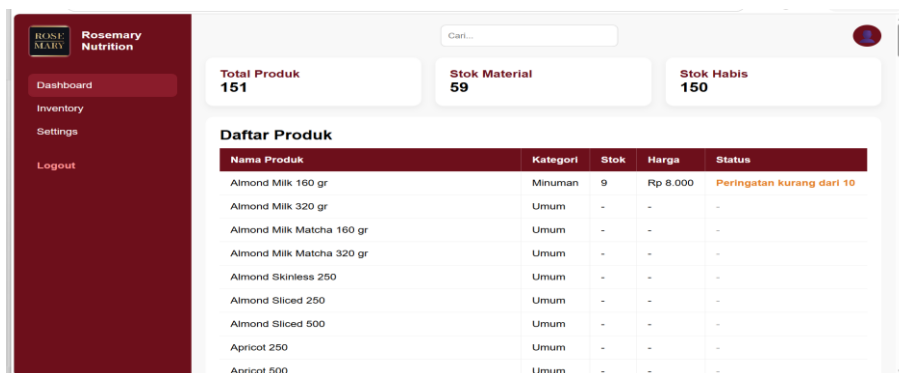 ROSE
MARY
Rosemary
Nutrition
Dashboard
Inventory
Settings
Logout
Cari...
Total Produk
151
Stok Material
59
Stok Habis
150
Daftar Produk
Nama Produk Kategori Stok Harga Status
Almond Milk 160 gr Minuman 9 Rp 8.000 Peringatan kurang dari 10
Almond Milk 320 gr Umum - - -
Almond Milk Matcha 160 gr Umum - - -
Almond Milk Matcha 320 gr Umum - - -
Almond Skinless 250 Umum - - -
Almond Sliced 250 Umum - - -
Almond Sliced 500 Umum - - -
Apricot 250 Umum - - -
Apricot 500 Umum - - -